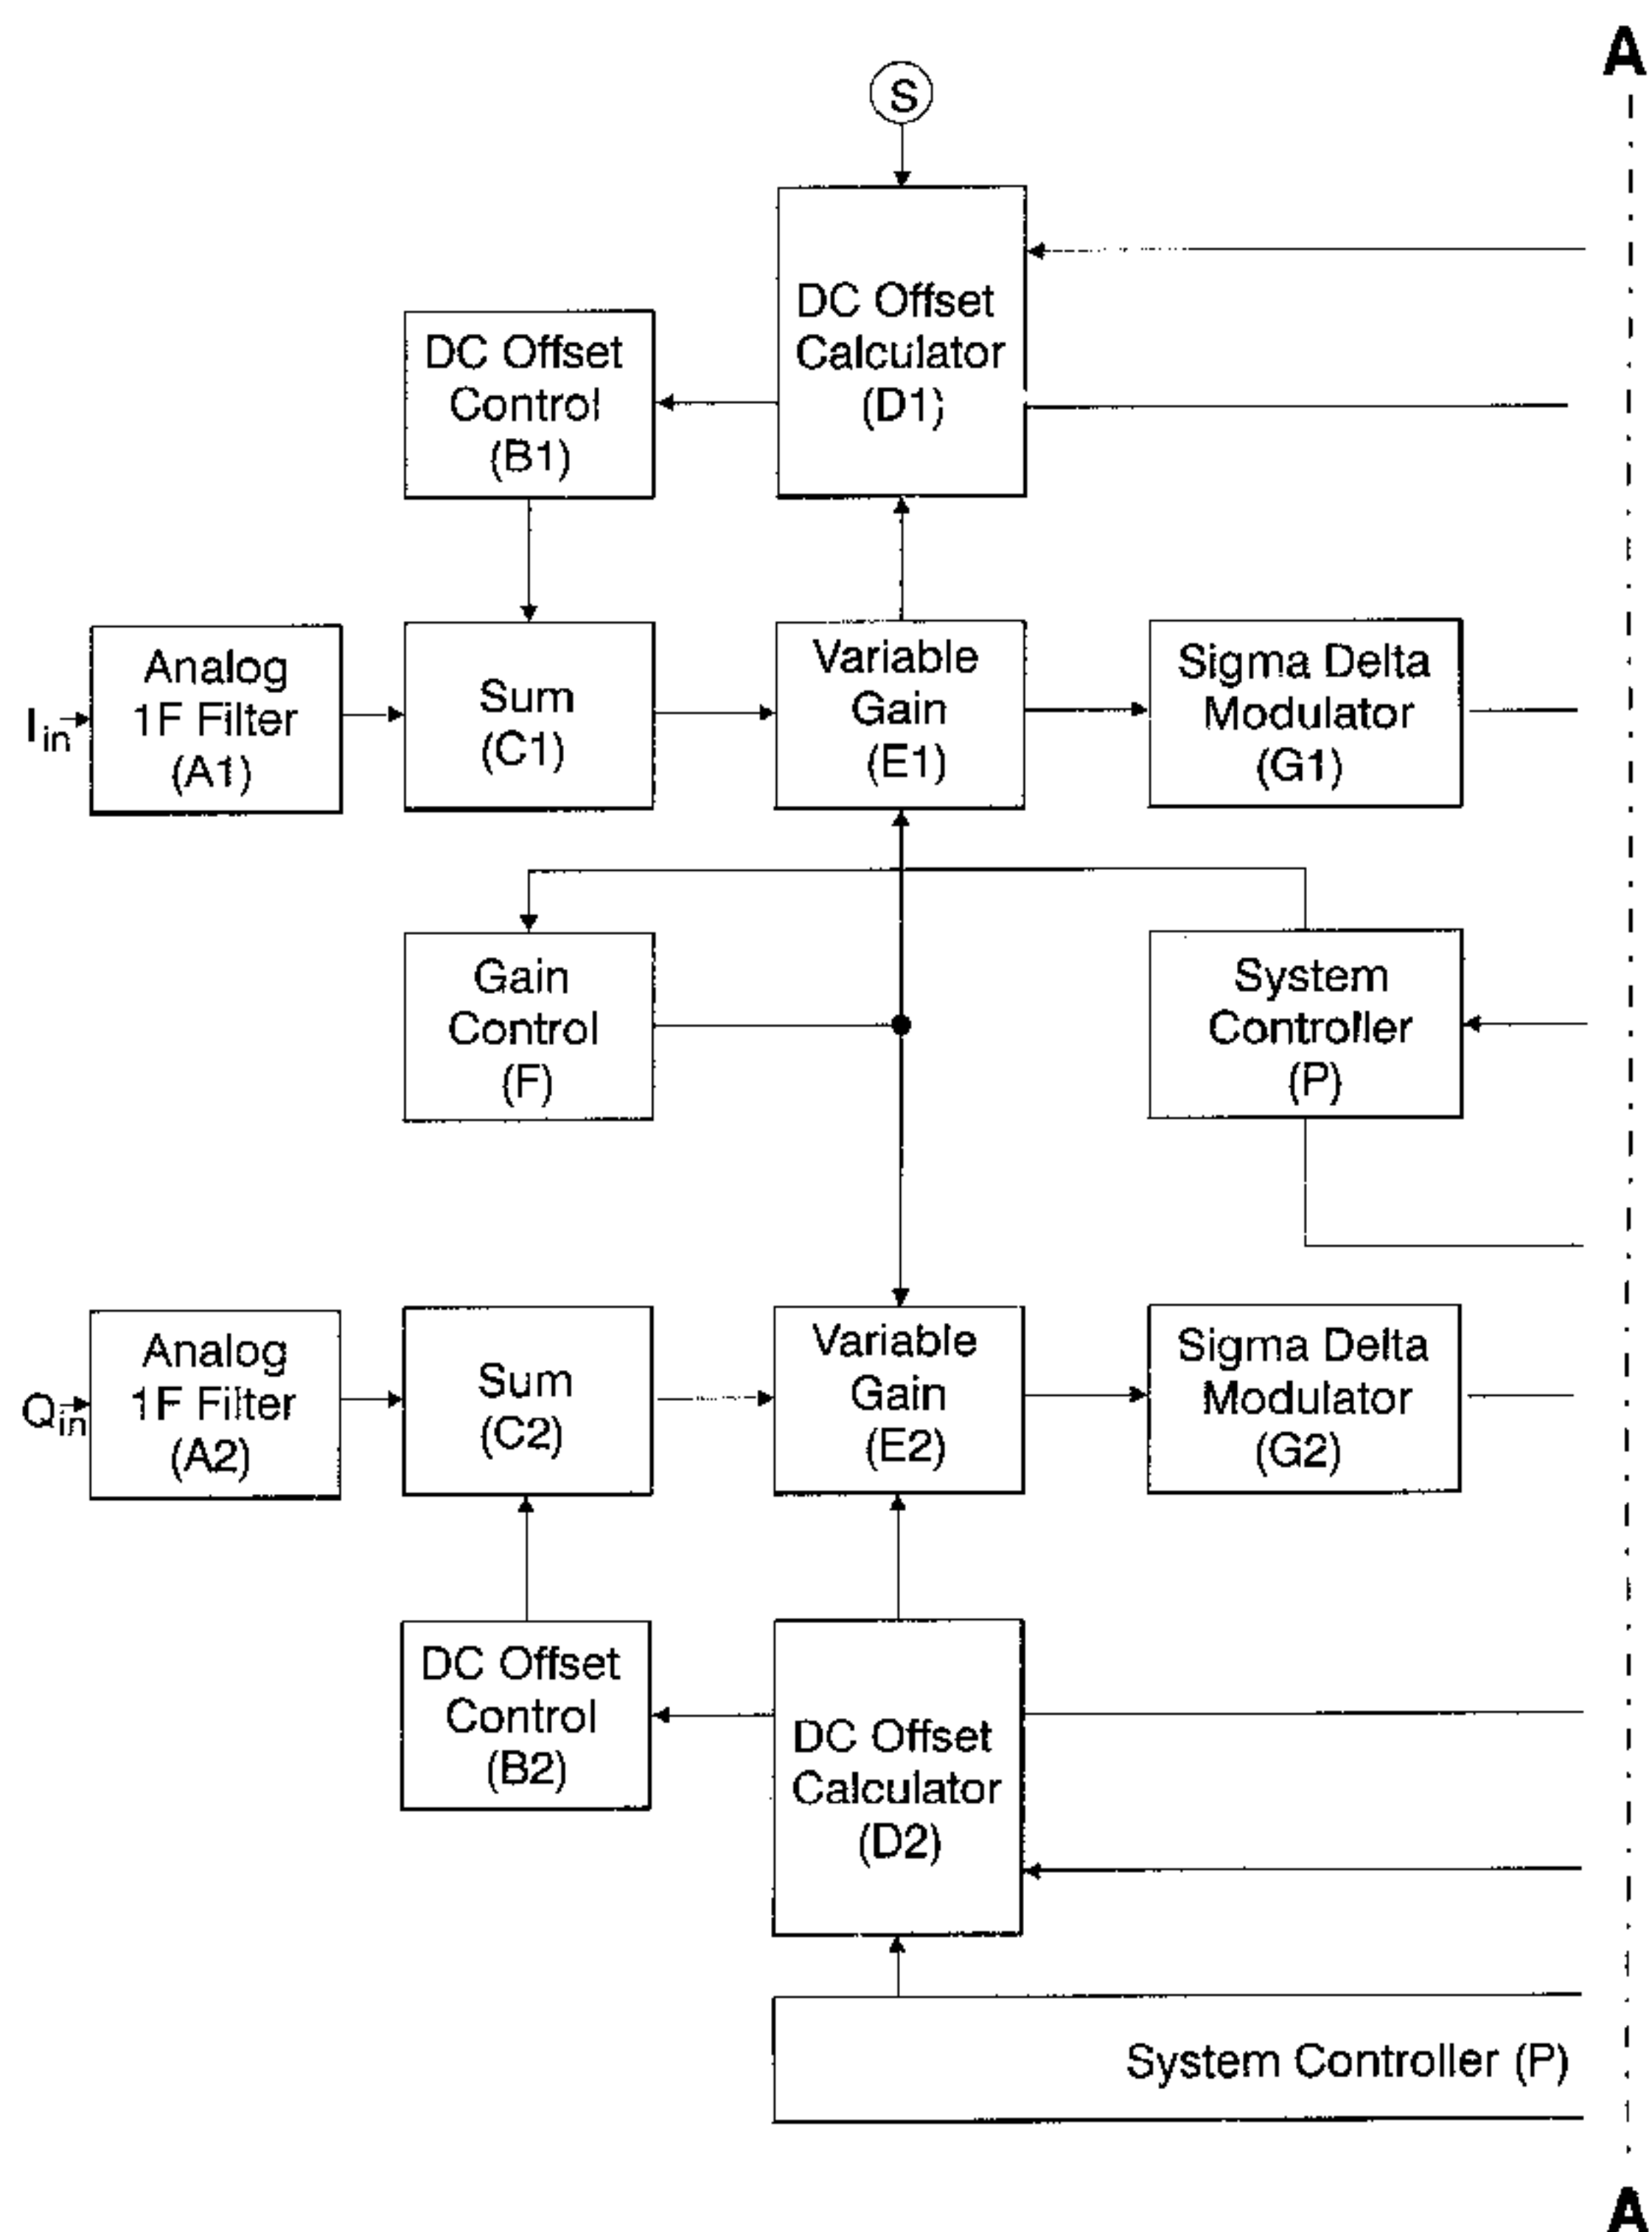 A
S
DC Offset
Calculator
(D1)
DC Offset
Control
(B1)
Analog
1F Filter
(A1)
Iin
Sum
(C1)
Variable
Gain
(E1)
Sigma Delta
Modulator
(G1)
Gain
Control
(F)
System
Controller
(P)
Analog
1F Filter
(A2)
Qin
Sum
(C2)
Variable
Gain
(E2)
Sigma Delta
Modulator
(G2)
DC Offset
Control
(B2)
DC Offset
Calculator
(D2)
System Controller (P)
A